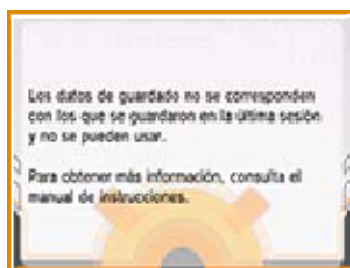 Los datos de guardado no se corresponden
con los que se guardaron en la última sesión
y no se pueden usar.
Para obtener más información, consulta el
manual de instrucciones.